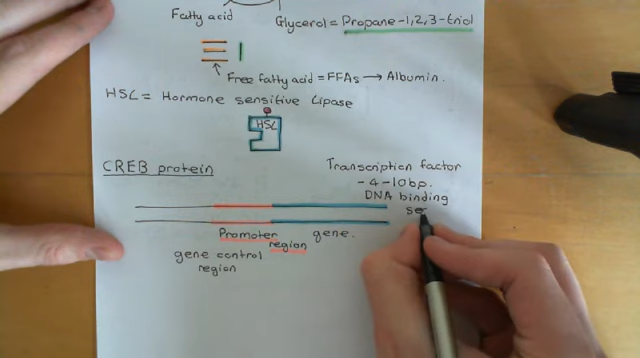 Fatty acid
Glycerol = Propane-1,2,3-triol
Free fatty acid = FFAs → Albumin.
HSL = Hormone sensitive Lipase
HSL
CREB protein
Transcription factor
- 4-10bp.
DNA binding
se
Promoter
region
gene.
gene control
region